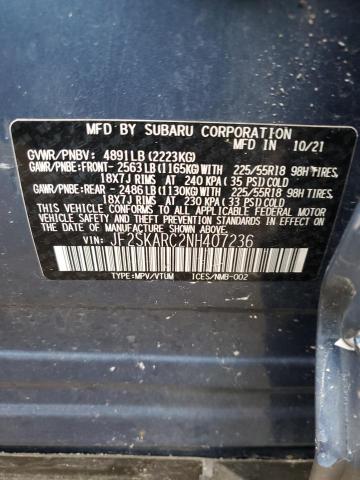 MFD. BY SUBARU CORPORATION 10/21
GVWR/PNBV: 4891LB (2223KG)
GAWR/PNBE:FRONT- 2563LB (1165KG)WITH 225/55R18 98H TIRES,
18X7J RIMS AT 240 KPA (35 PSI) COLD
GAWR/PNBE:REAR - 2486LB (1130KG)WITH 225/55R18 98H TIRES,
18X7J RIMS AT 230 KPA (33 PSI) COLD
THIS VEHICLE CONFORMS TO ALL APPLICABLE FEDERAL MOTOR VEHICLE
SAFETY AND THEFT PREVENTION STANDARDS IN EFFECT ON THE DATE
OF THE DATE OF MANUFACTURE SHOWN ABOVE.
VIN: JF2SKARC2NH407236
TYPE:MPV/VTUM ICES/NMB-002